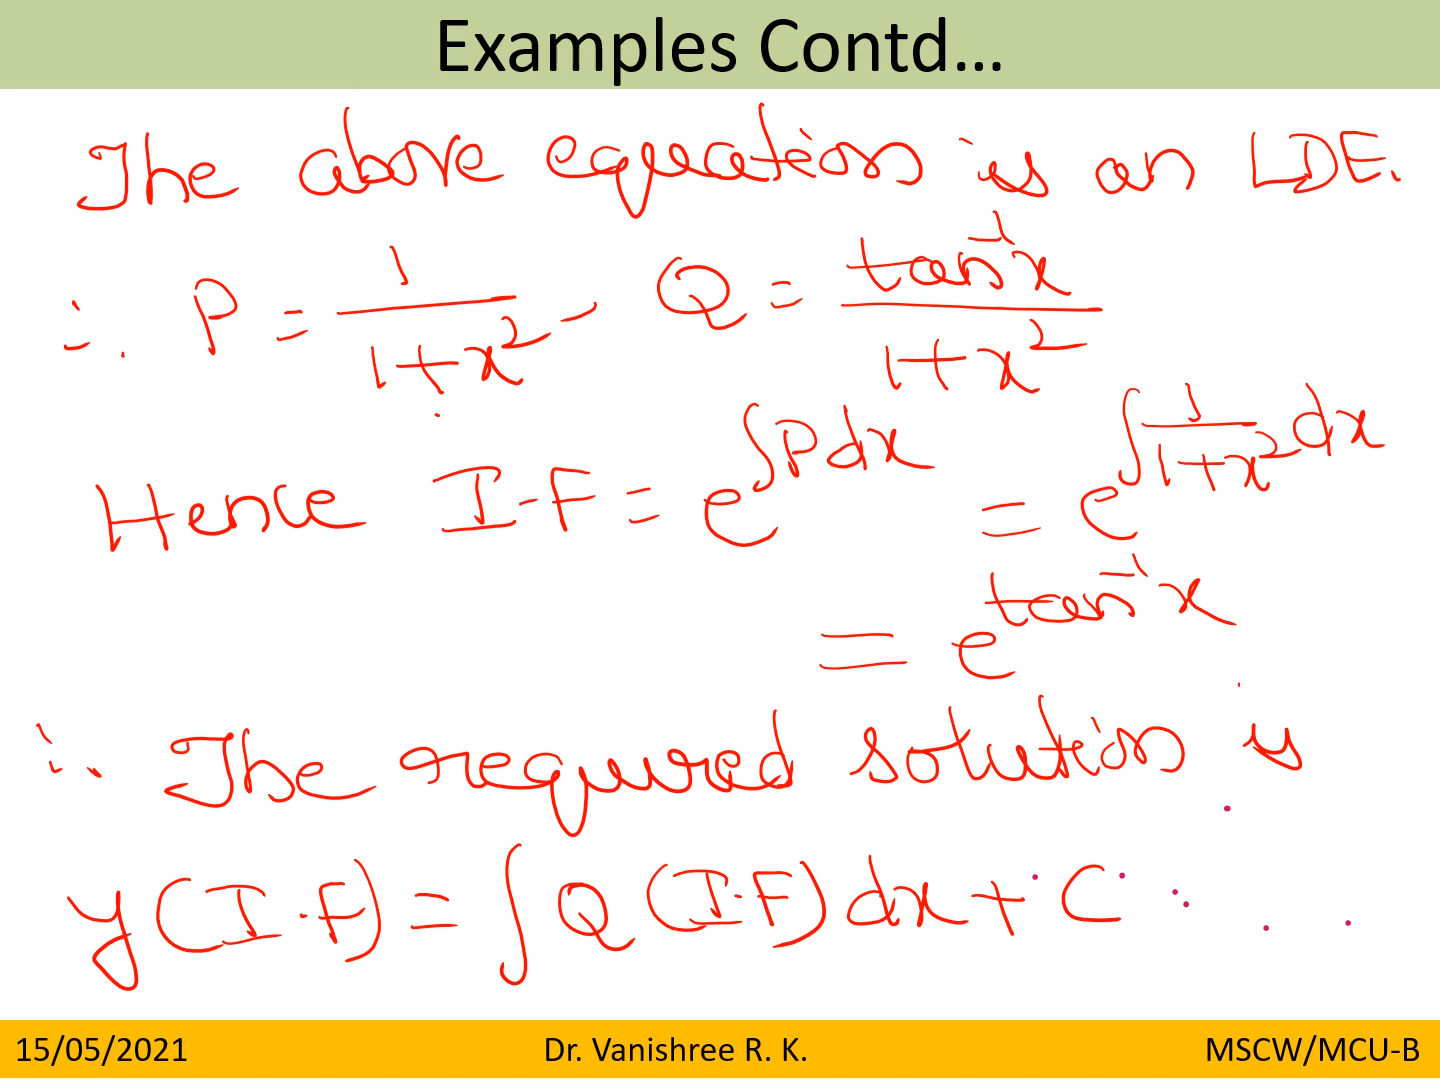 Examples Contd...
The above equation is an LDE.
∴ P = 1/(1+x²) - Q = tan⁻¹x/(1+x²)
Hence I.F = e^∫Pdx = e^∫1/(1+x²) dx
= e^tan⁻¹x
∴ The required solution is
y(I.F) = ∫Q(I.F)dx + C
15/05/2021 Dr. Vanishree R. K. MSCW/MCU-B